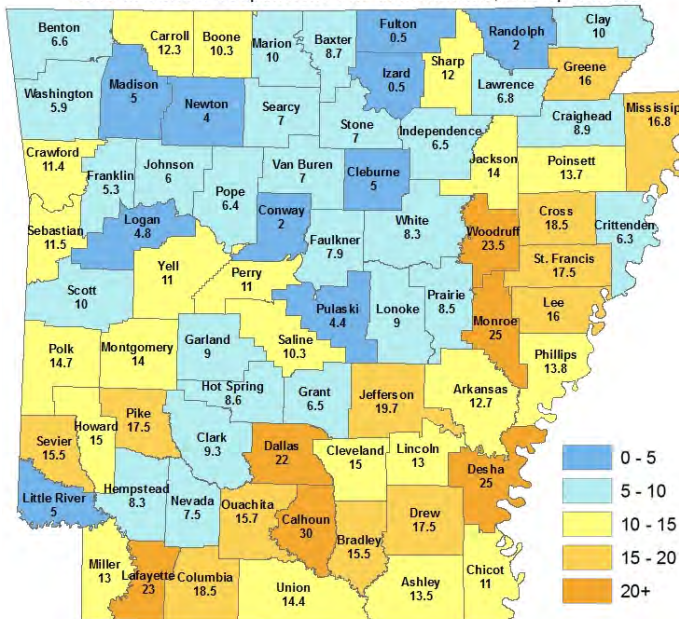 Benton
6.6
Carroll
12.3
Boone
10.3
Marion
10
Baxter
8.7
Fulton
0.5
Randolph
2
Clay
10
Washington
5.9
Madison
5
Newton
4
Searcy
7
Stone
7
Izard
0.5
Sharp
12
Lawrence
6.8
Greene
16
Craighead
8.9
Mississip
16.8
Independence
6.5
Crawford
11.4
Franklin
5.3
Johnson
6
Pope
6.4
Van Buren
7
Cleburne
5
Jackson
14
Poinsett
13.7
Sebastian
11.5
Logan
4.8
Conway
2
Faulkner
7.9
White
8.3
Woodruff
23.5
Cross
18.5
Crittenden
6.3
St. Francis
17.5
Scott
10
Yell
11
Perry
11
Pulaski
4.4
Lonoke
9
Prairie
8.5
Monroe
25
Lee
16
Phillips
13.8
Polk
14.7
Montgomery
14
Garland
9
Saline
10.3
Hot Spring
8.6
Grant
6.5
Jefferson
19.7
Arkansas
12.7
Sevier
15.5
Howard
15
Pike
17.5
Clark
9.3
Dallas
22
Cleveland
15
Lincoln
13
Desha
25
Little River
5
Hempstead
8.3
Nevada
7.5
Ouachita
15.7
Calhoun
30
Bradley
15.5
Drew
17.5
Miller
13
Lafayette
23
Columbia
18.5
Union
14.4
Ashley
13.5
Chicot
11
0 - 5
5 - 10
10 - 15
15 - 20
20+